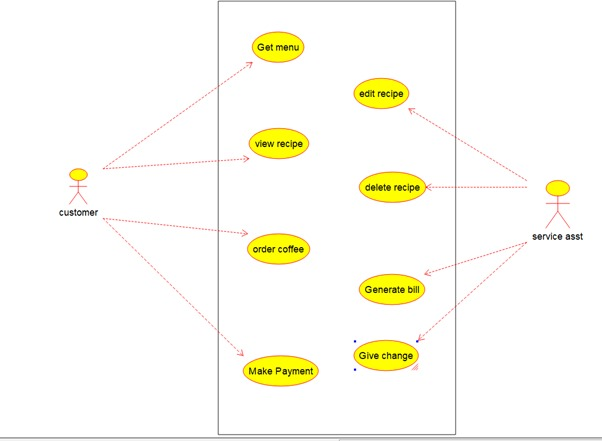 Get menu
edit recipe
view recipe
delete recipe
customer
service asst
order coffee
Generate bill
Give change
Make Payment